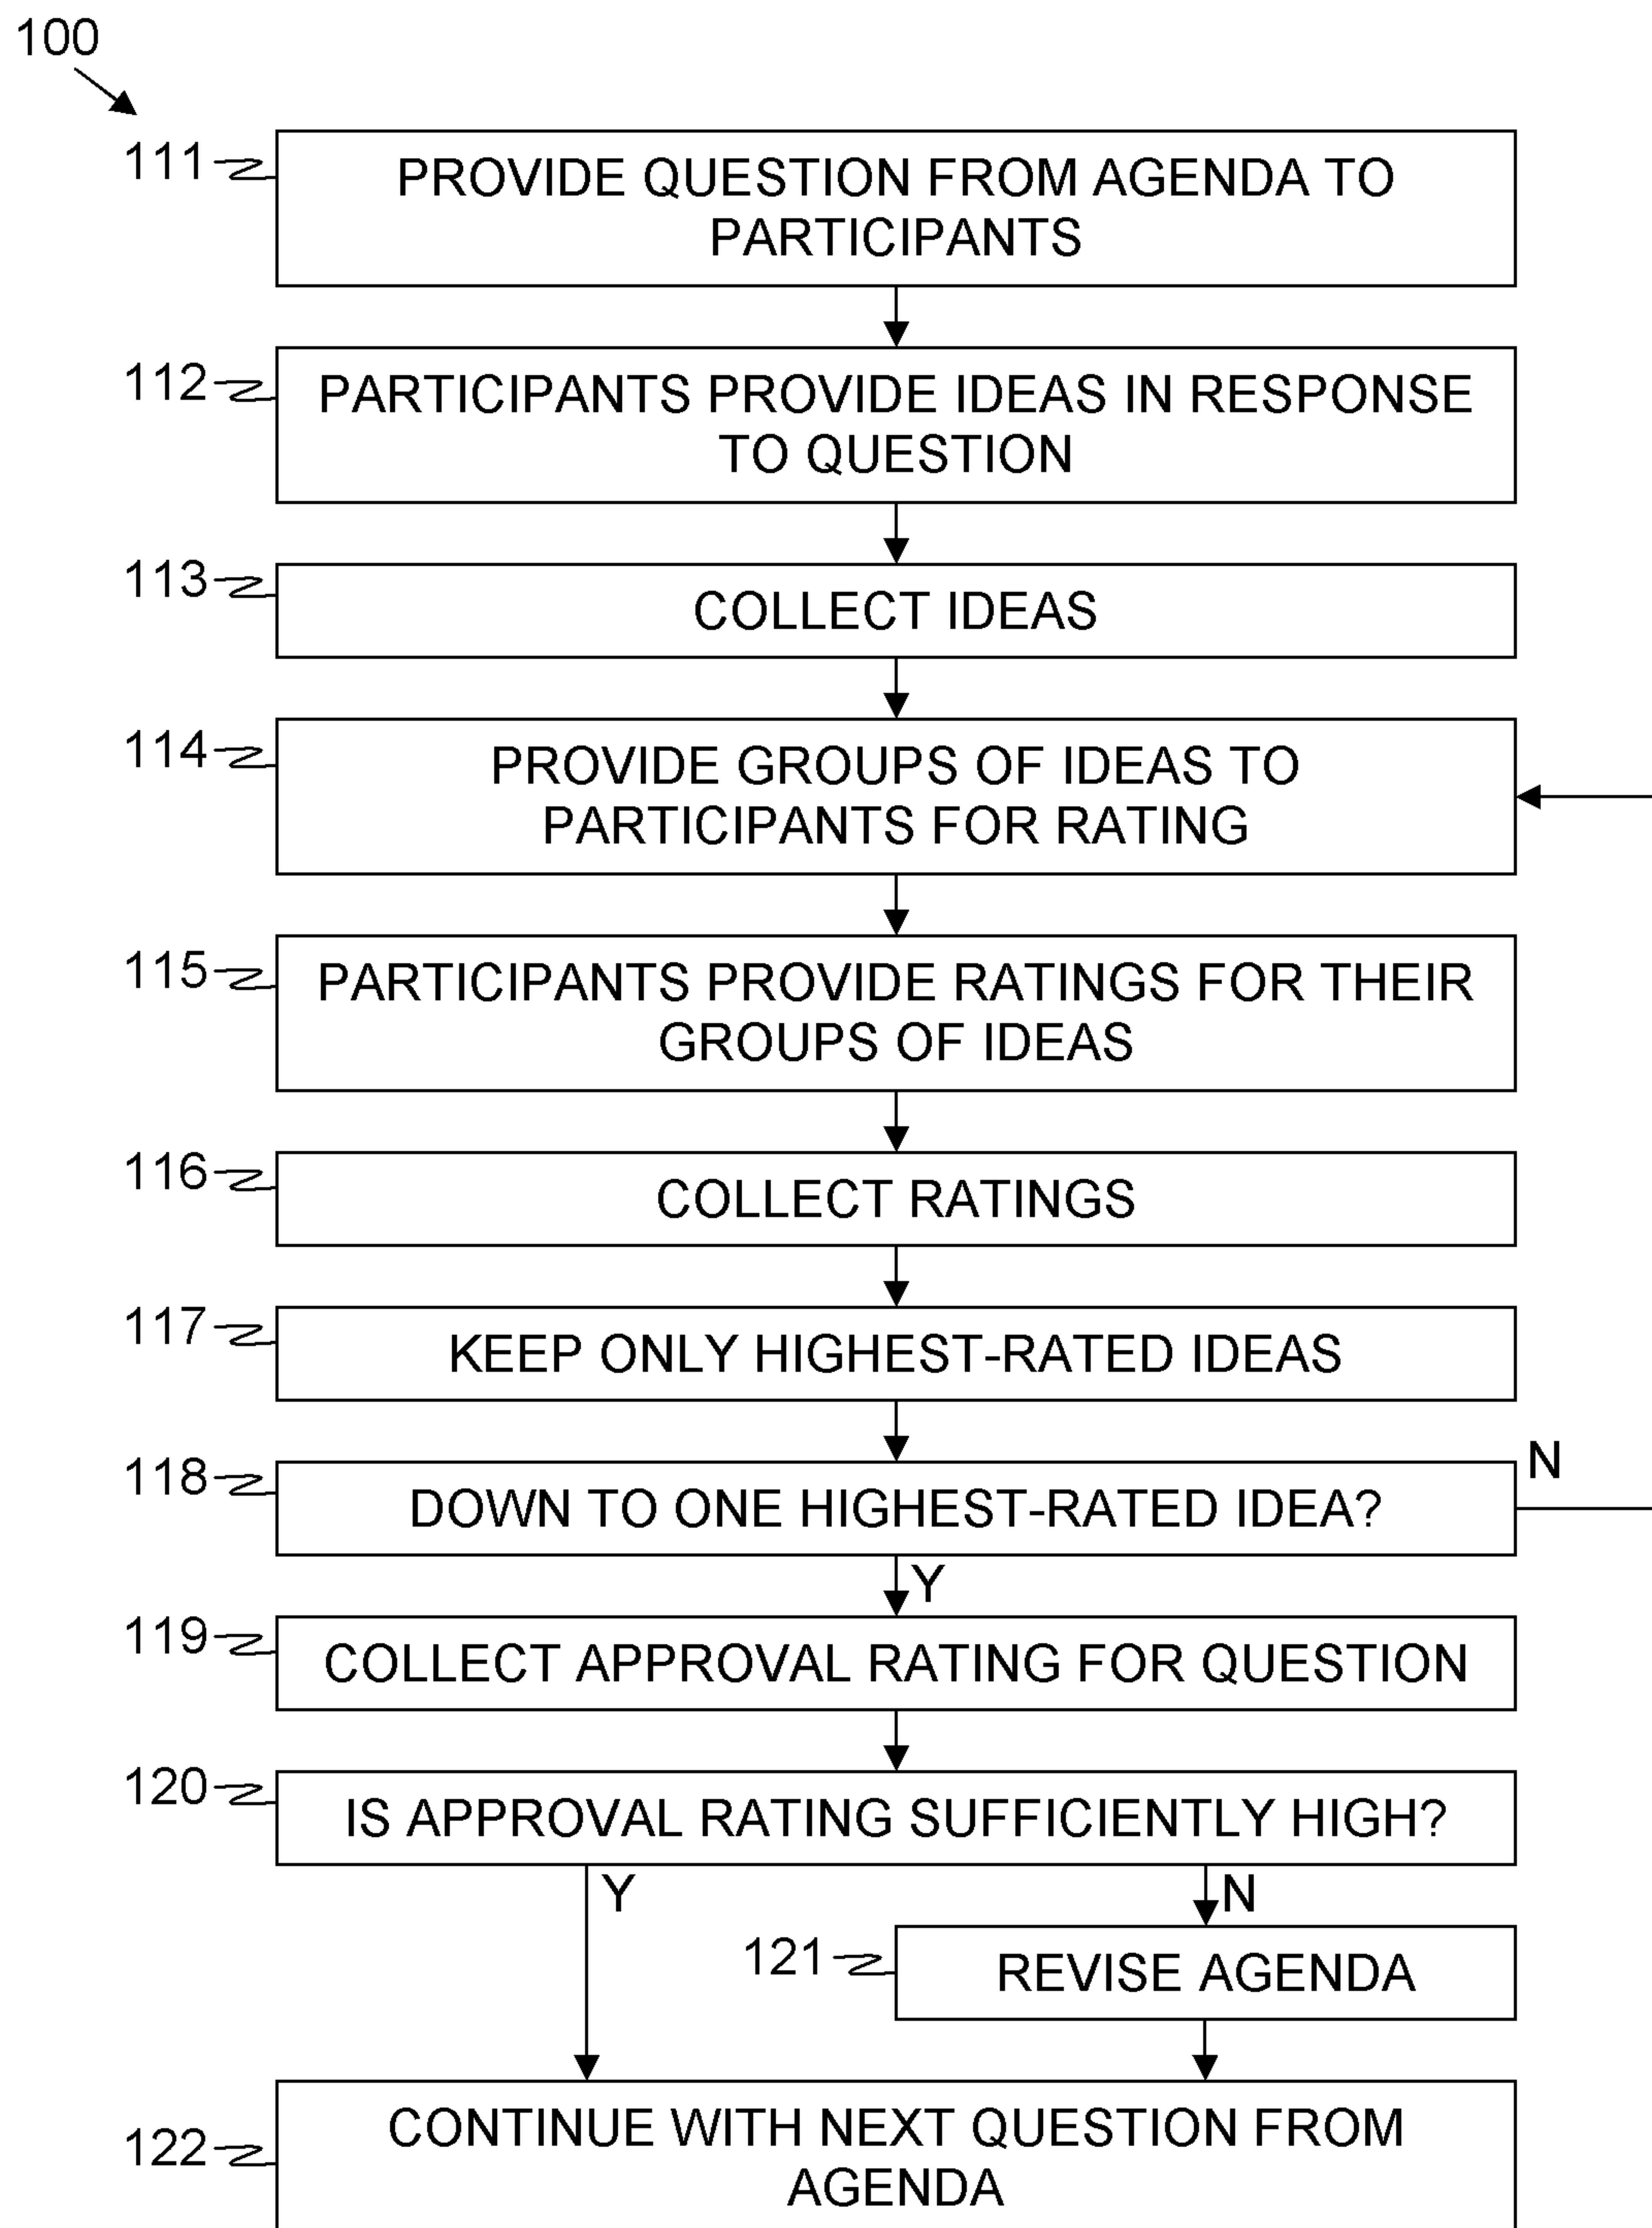 100
111
PROVIDE QUESTION FROM AGENDA TO
PARTICIPANTS
112
PARTICIPANTS PROVIDE IDEAS IN RESPONSE
TO QUESTION
113
COLLECT IDEAS
114
PROVIDE GROUPS OF IDEAS TO
PARTICIPANTS FOR RATING
115
PARTICIPANTS PROVIDE RATINGS FOR THEIR
GROUPS OF IDEAS
116
COLLECT RATINGS
117
KEEP ONLY HIGHEST-RATED IDEAS
118
DOWN TO ONE HIGHEST-RATED IDEA?
N
Y
119
COLLECT APPROVAL RATING FOR QUESTION
120
IS APPROVAL RATING SUFFICIENTLY HIGH?
Y
N
121
REVISE AGENDA
122
CONTINUE WITH NEXT QUESTION FROM
AGENDA